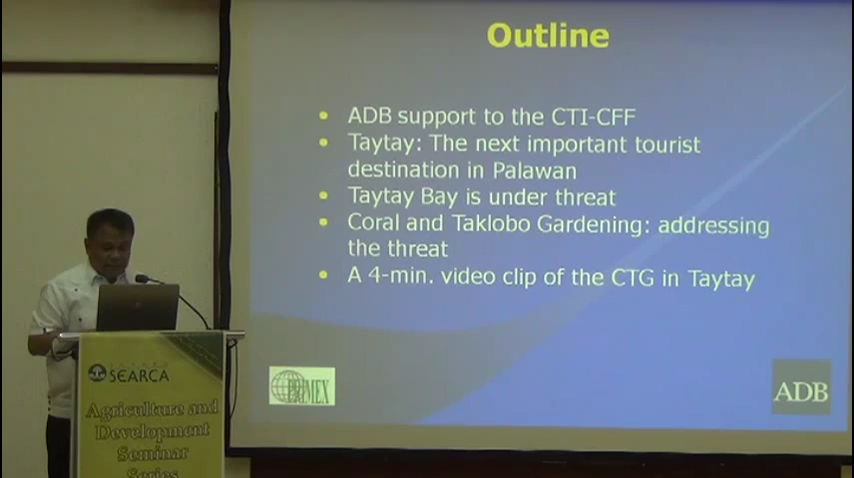 Outline
• ADB support to the CTI-CFF
• Taytay: The next important tourist
destination in Palawan
• Taytay Bay is under threat
• Coral and Taklobo Gardening: addressing
the threat
• A 4-min. video clip of the CTG in Taytay
PRIMEX
ADB
SEARCA
Agriculture and
Development
Seminar
Series